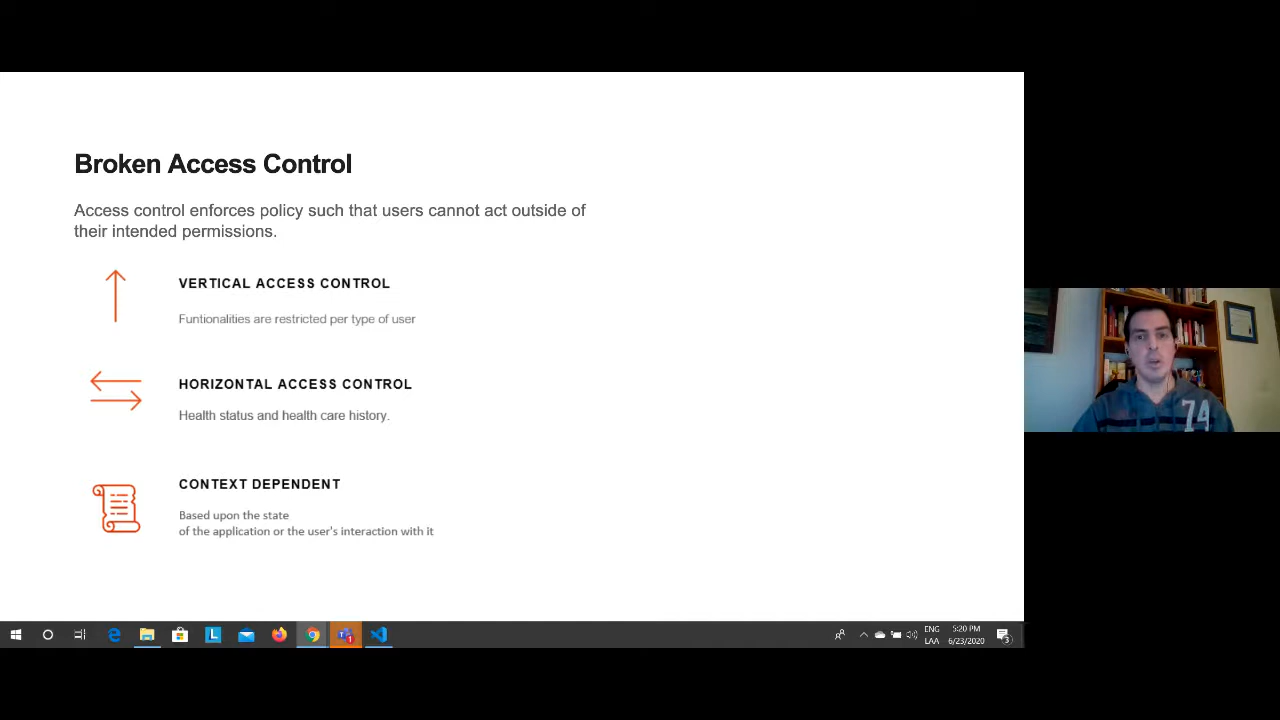 Broken Access Control
Access control enforces policy such that users cannot act outside of
their intended permissions.
VERTICAL ACCESS CONTROL
Funtionalities are restricted per type of user
HORIZONTAL ACCESS CONTROL
Health status and health care history.
CONTEXT DEPENDENT
Based upon the state
of the application or the user's interaction with it
74
ENG
LAA
5:20 PM
6/23/2020
3